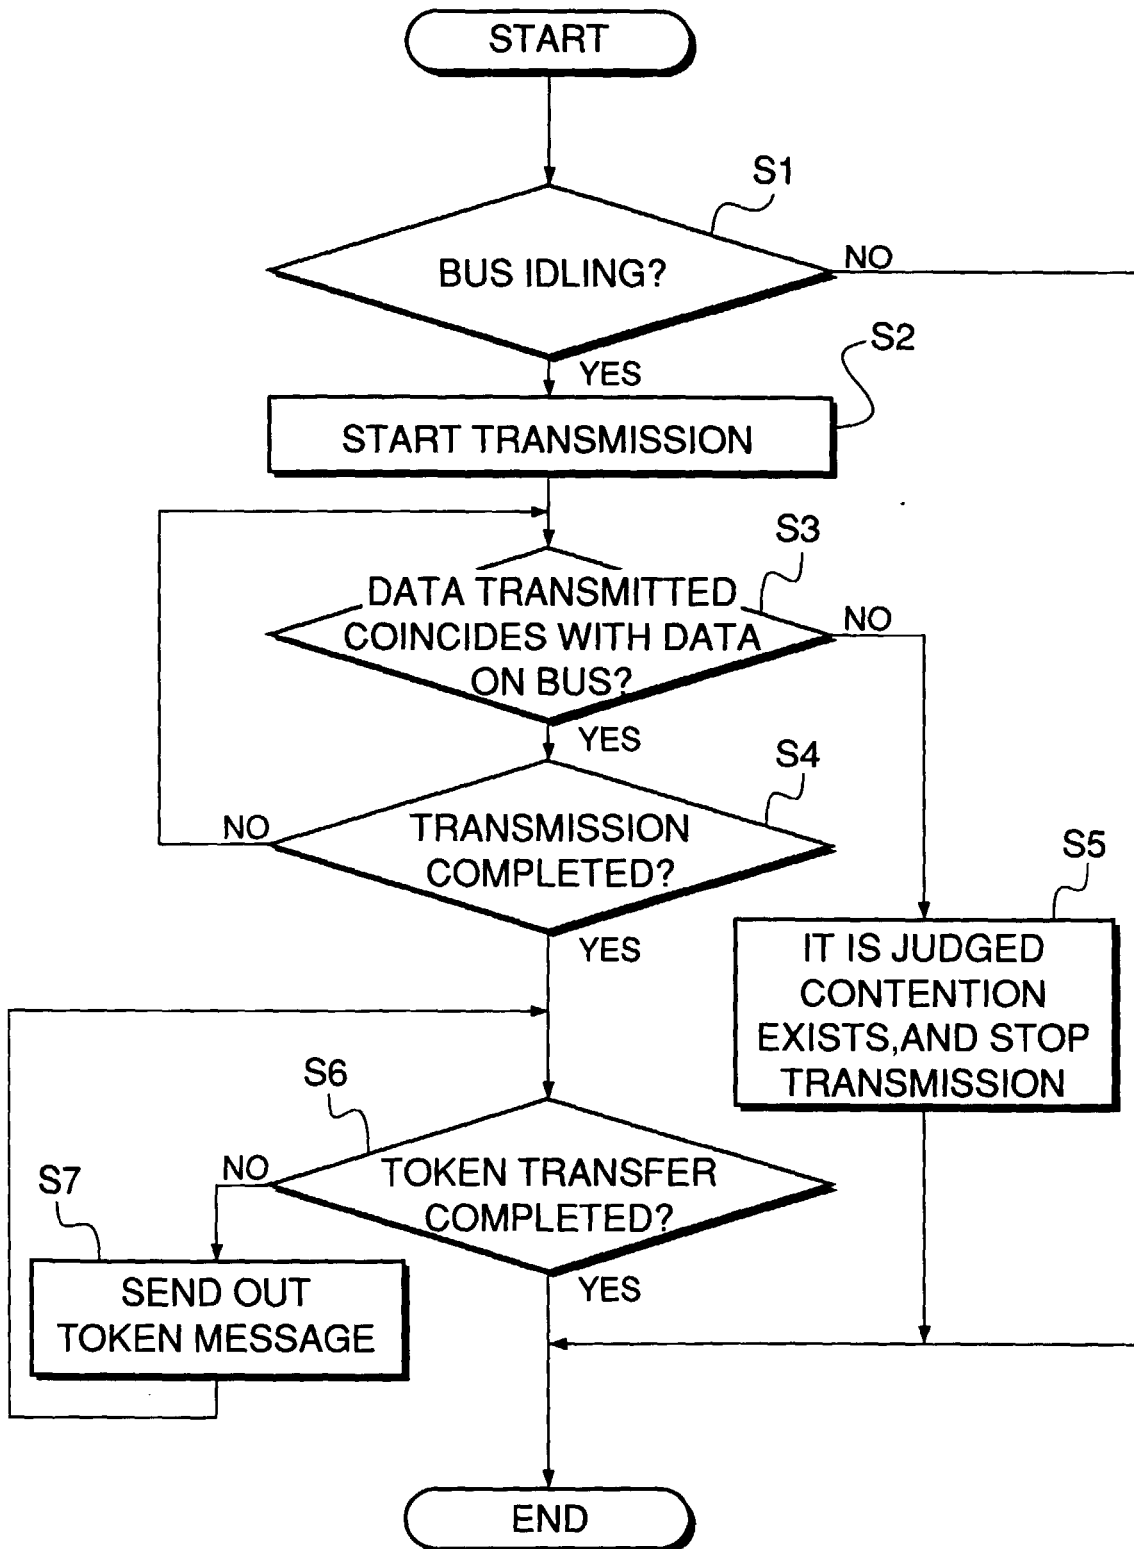 START
S1
BUS IDLING?
NO
YES
S2
START TRANSMISSION
S3
DATA TRANSMITTED
COINCIDES WITH DATA
ON BUS?
NO
YES
S4
TRANSMISSION
COMPLETED?
NO
YES
S5
IT IS JUDGED
CONTENTION
EXISTS,AND STOP
TRANSMISSION
S6
TOKEN TRANSFER
COMPLETED?
NO
YES
S7
SEND OUT
TOKEN MESSAGE
END